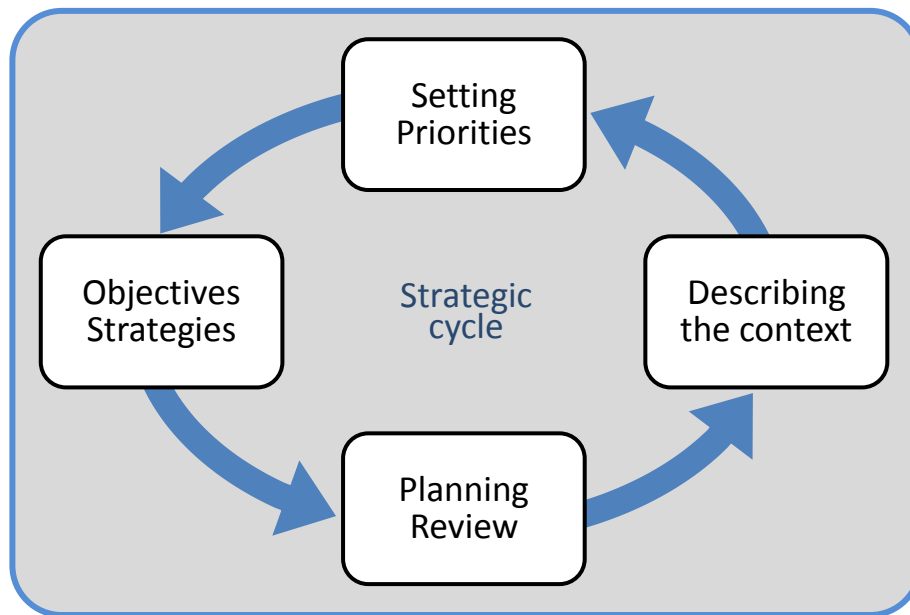 Setting
Priorities
Objectives
Strategies
Strategic
cycle
Describing
the context
Planning
Review